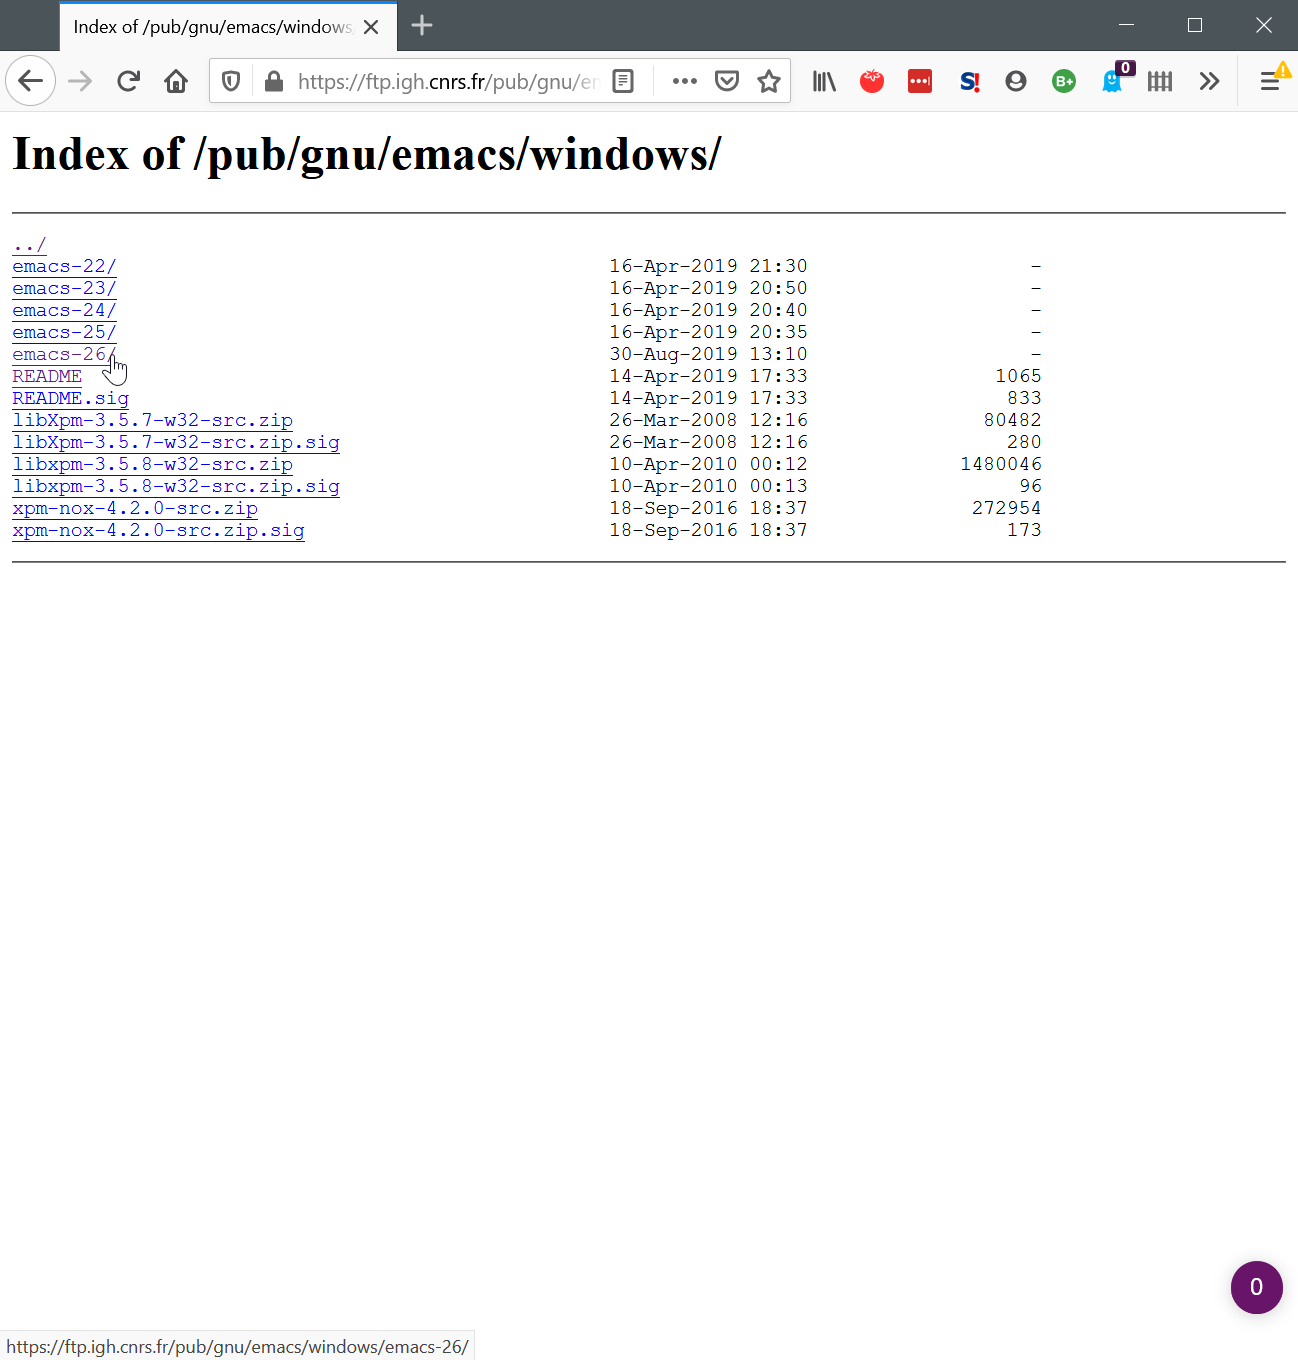 Index of /pub/gnu/emacs/windows
https://ftp.igh.cnrs.fr/pub/gnu/en
S!
B+
0
Index of /pub/gnu/emacs/windows/
../
emacs-22/ 16-Apr-2019 21:30 -
emacs-23/ 16-Apr-2019 20:50 -
emacs-24/ 16-Apr-2019 20:40 -
emacs-25/ 16-Apr-2019 20:35 -
emacs-26/ 30-Aug-2019 13:10 -
README 14-Apr-2019 17:33 1065
README.sig 14-Apr-2019 17:33 833
libXpm-3.5.7-w32-src.zip 26-Mar-2008 12:16 80482
libXpm-3.5.7-w32-src.zip.sig 26-Mar-2008 12:16 280
libxpm-3.5.8-w32-src.zip 10-Apr-2010 00:12 1480046
libxpm-3.5.8-w32-src.zip.sig 10-Apr-2010 00:13 96
xpm-nox-4.2.0-src.zip 18-Sep-2016 18:37 272954
xpm-nox-4.2.0-src.zip.sig 18-Sep-2016 18:37 173
0
https://ftp.igh.cnrs.fr/pub/gnu/emacs/windows/emacs-26/